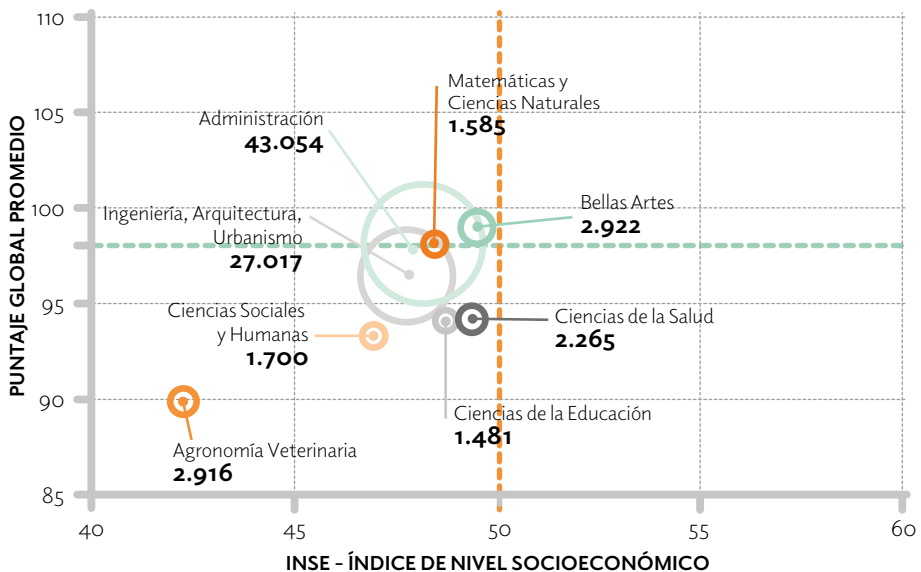 110
105
100
95
90
85
PUNTAJE GLOBAL PROMEDIO
Matemáticas y
Ciencias Naturales
1.585
Administración
43.054
Bellas Artes
2.922
Ingeniería, Arquitectura,
Urbanismo
27.017
Ciencias Sociales
y Humanas
1.700
Ciencias de la Salud
2.265
Ciencias de la Educación
1.481
Agronomía Veterinaria
2.916
40
45
50
55
60
INSE - ÍNDICE DE NIVEL SOCIOECONÓMICO